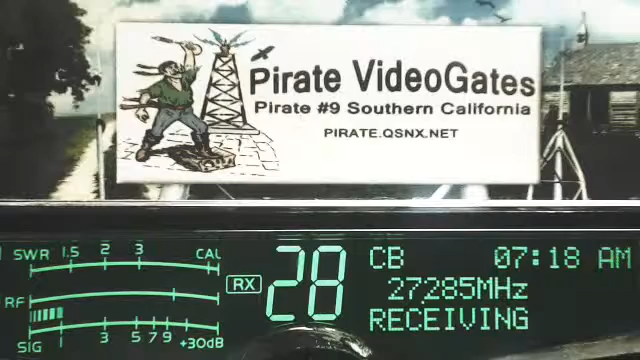 Pirate VideoGates
Pirate #9 Southern California
PIRATE.QSNX.NET
SWR 1.5 2 3 CAL
RF
SIG 1 3 5 7 9 +30dB
RX
28
CB 07:18 AM
27285MHz
RECEIVING